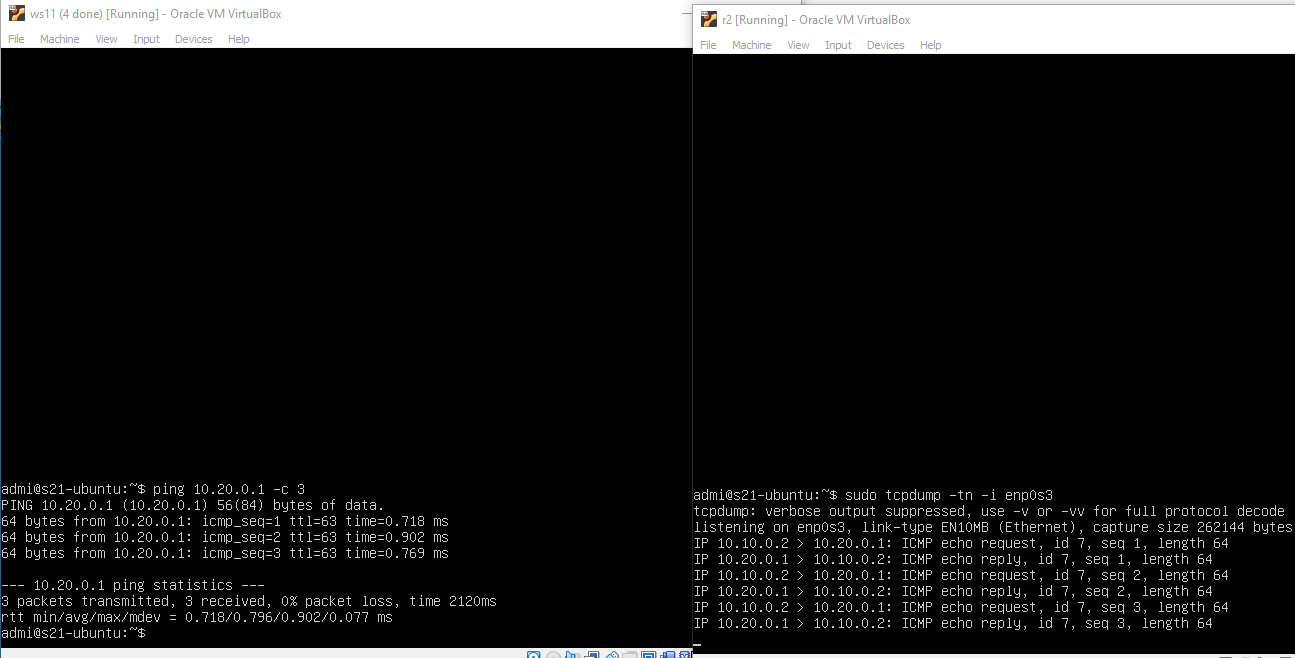 ws11 (4 done) [Running] - Oracle VM VirtualBox
File Machine View Input Devices Help
admi@s21-ubuntu:~$ ping 10.20.0.1 -c 3
PING 10.20.0.1 (10.20.0.1) 56(84) bytes of data.
64 bytes from 10.20.0.1: icmp_seq=1 ttl=63 time=0.718 ms
64 bytes from 10.20.0.1: icmp_seq=2 ttl=63 time=0.902 ms
64 bytes from 10.20.0.1: icmp_seq=3 ttl=63 time=0.769 ms
--- 10.20.0.1 ping statistics ---
3 packets transmitted, 3 received, 0% packet loss, time 2120ms
rtt min/avg/max/mdev = 0.718/0.796/0.902/0.077 ms
admi@s21-ubuntu:~$
r2 [Running] - Oracle VM VirtualBox
File Machine View Input Devices Help
admi@s21-ubuntu:~$ sudo tcpdump -tn -i enp0s3
tcpdump: verbose output suppressed, use -v or -vv for full protocol decode
listening on enp0s3, link-type EN10MB (Ethernet), capture size 262144 bytes
IP 10.10.0.2 > 10.20.0.1: ICMP echo request, id 7, seq 1, length 64
IP 10.20.0.1 > 10.10.0.2: ICMP echo reply, id 7, seq 1, length 64
IP 10.10.0.2 > 10.20.0.1: ICMP echo request, id 7, seq 2, length 64
IP 10.20.0.1 > 10.10.0.2: ICMP echo reply, id 7, seq 2, length 64
IP 10.10.0.2 > 10.20.0.1: ICMP echo request, id 7, seq 3, length 64
IP 10.20.0.1 > 10.10.0.2: ICMP echo reply, id 7, seq 3, length 64